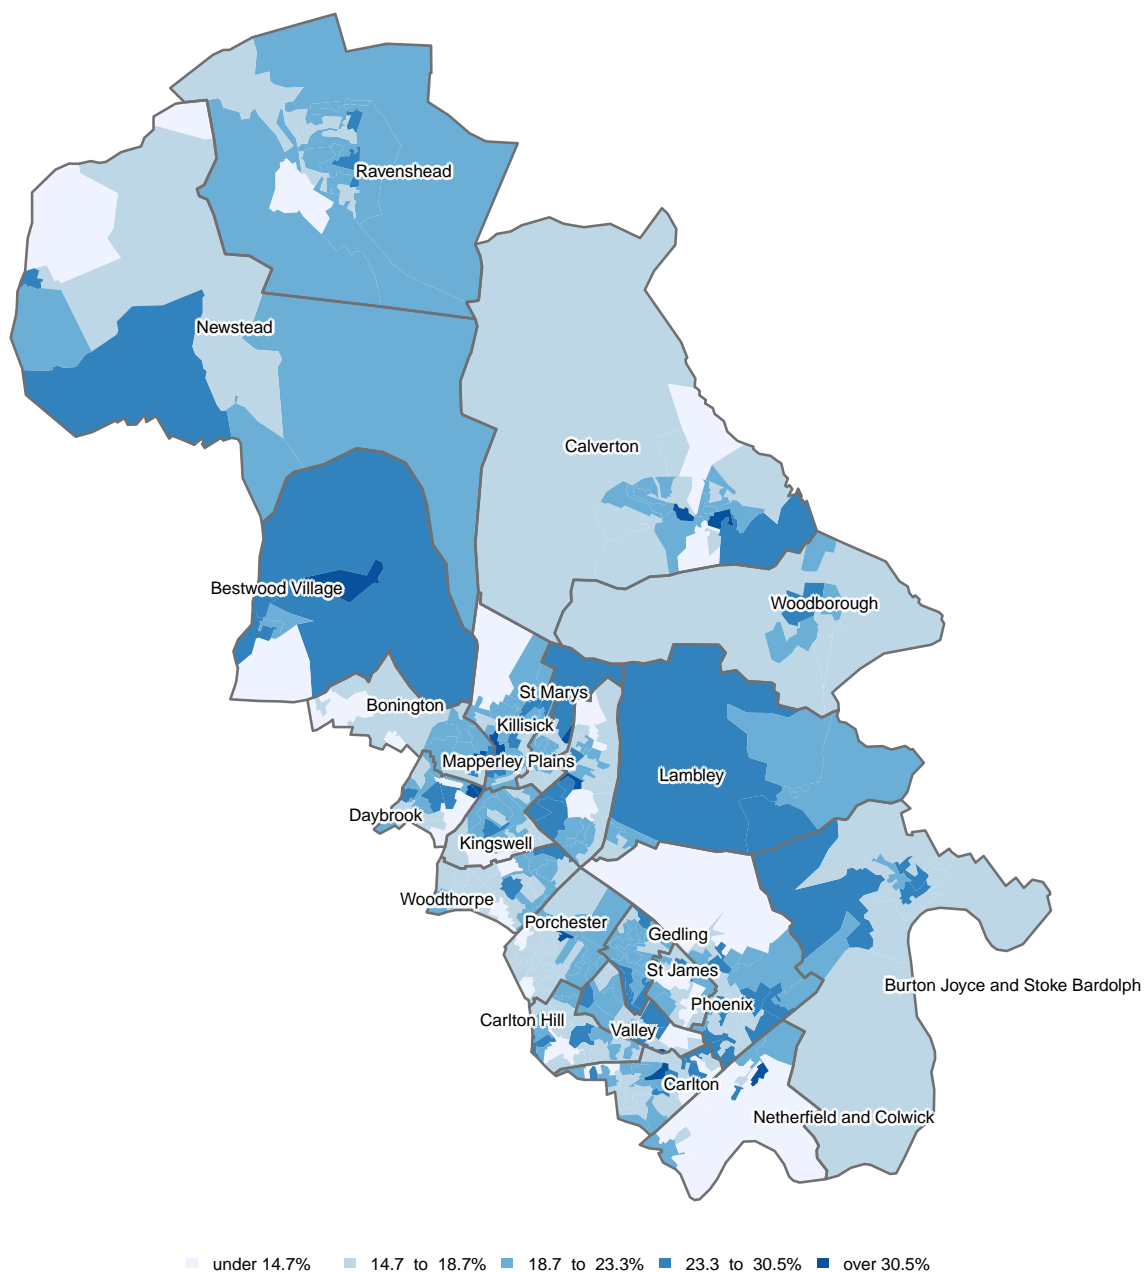 Ravenshead
Newstead
Calverton
Bestwood Village
Woodborough
St Marys
Bonington
Killisick
Mapperley Plains
Lambley
Daybrook
Kingswell
Woodthorpe
Porchester
Gedling
St James
Burton Joyce and Stoke Bardolph
Phoenix
Carlton Hill
Valley
Carlton
Netherfield and Colwick
under 14.7% 14.7 to 18.7% 18.7 to 23.3% 23.3 to 30.5% over 30.5%